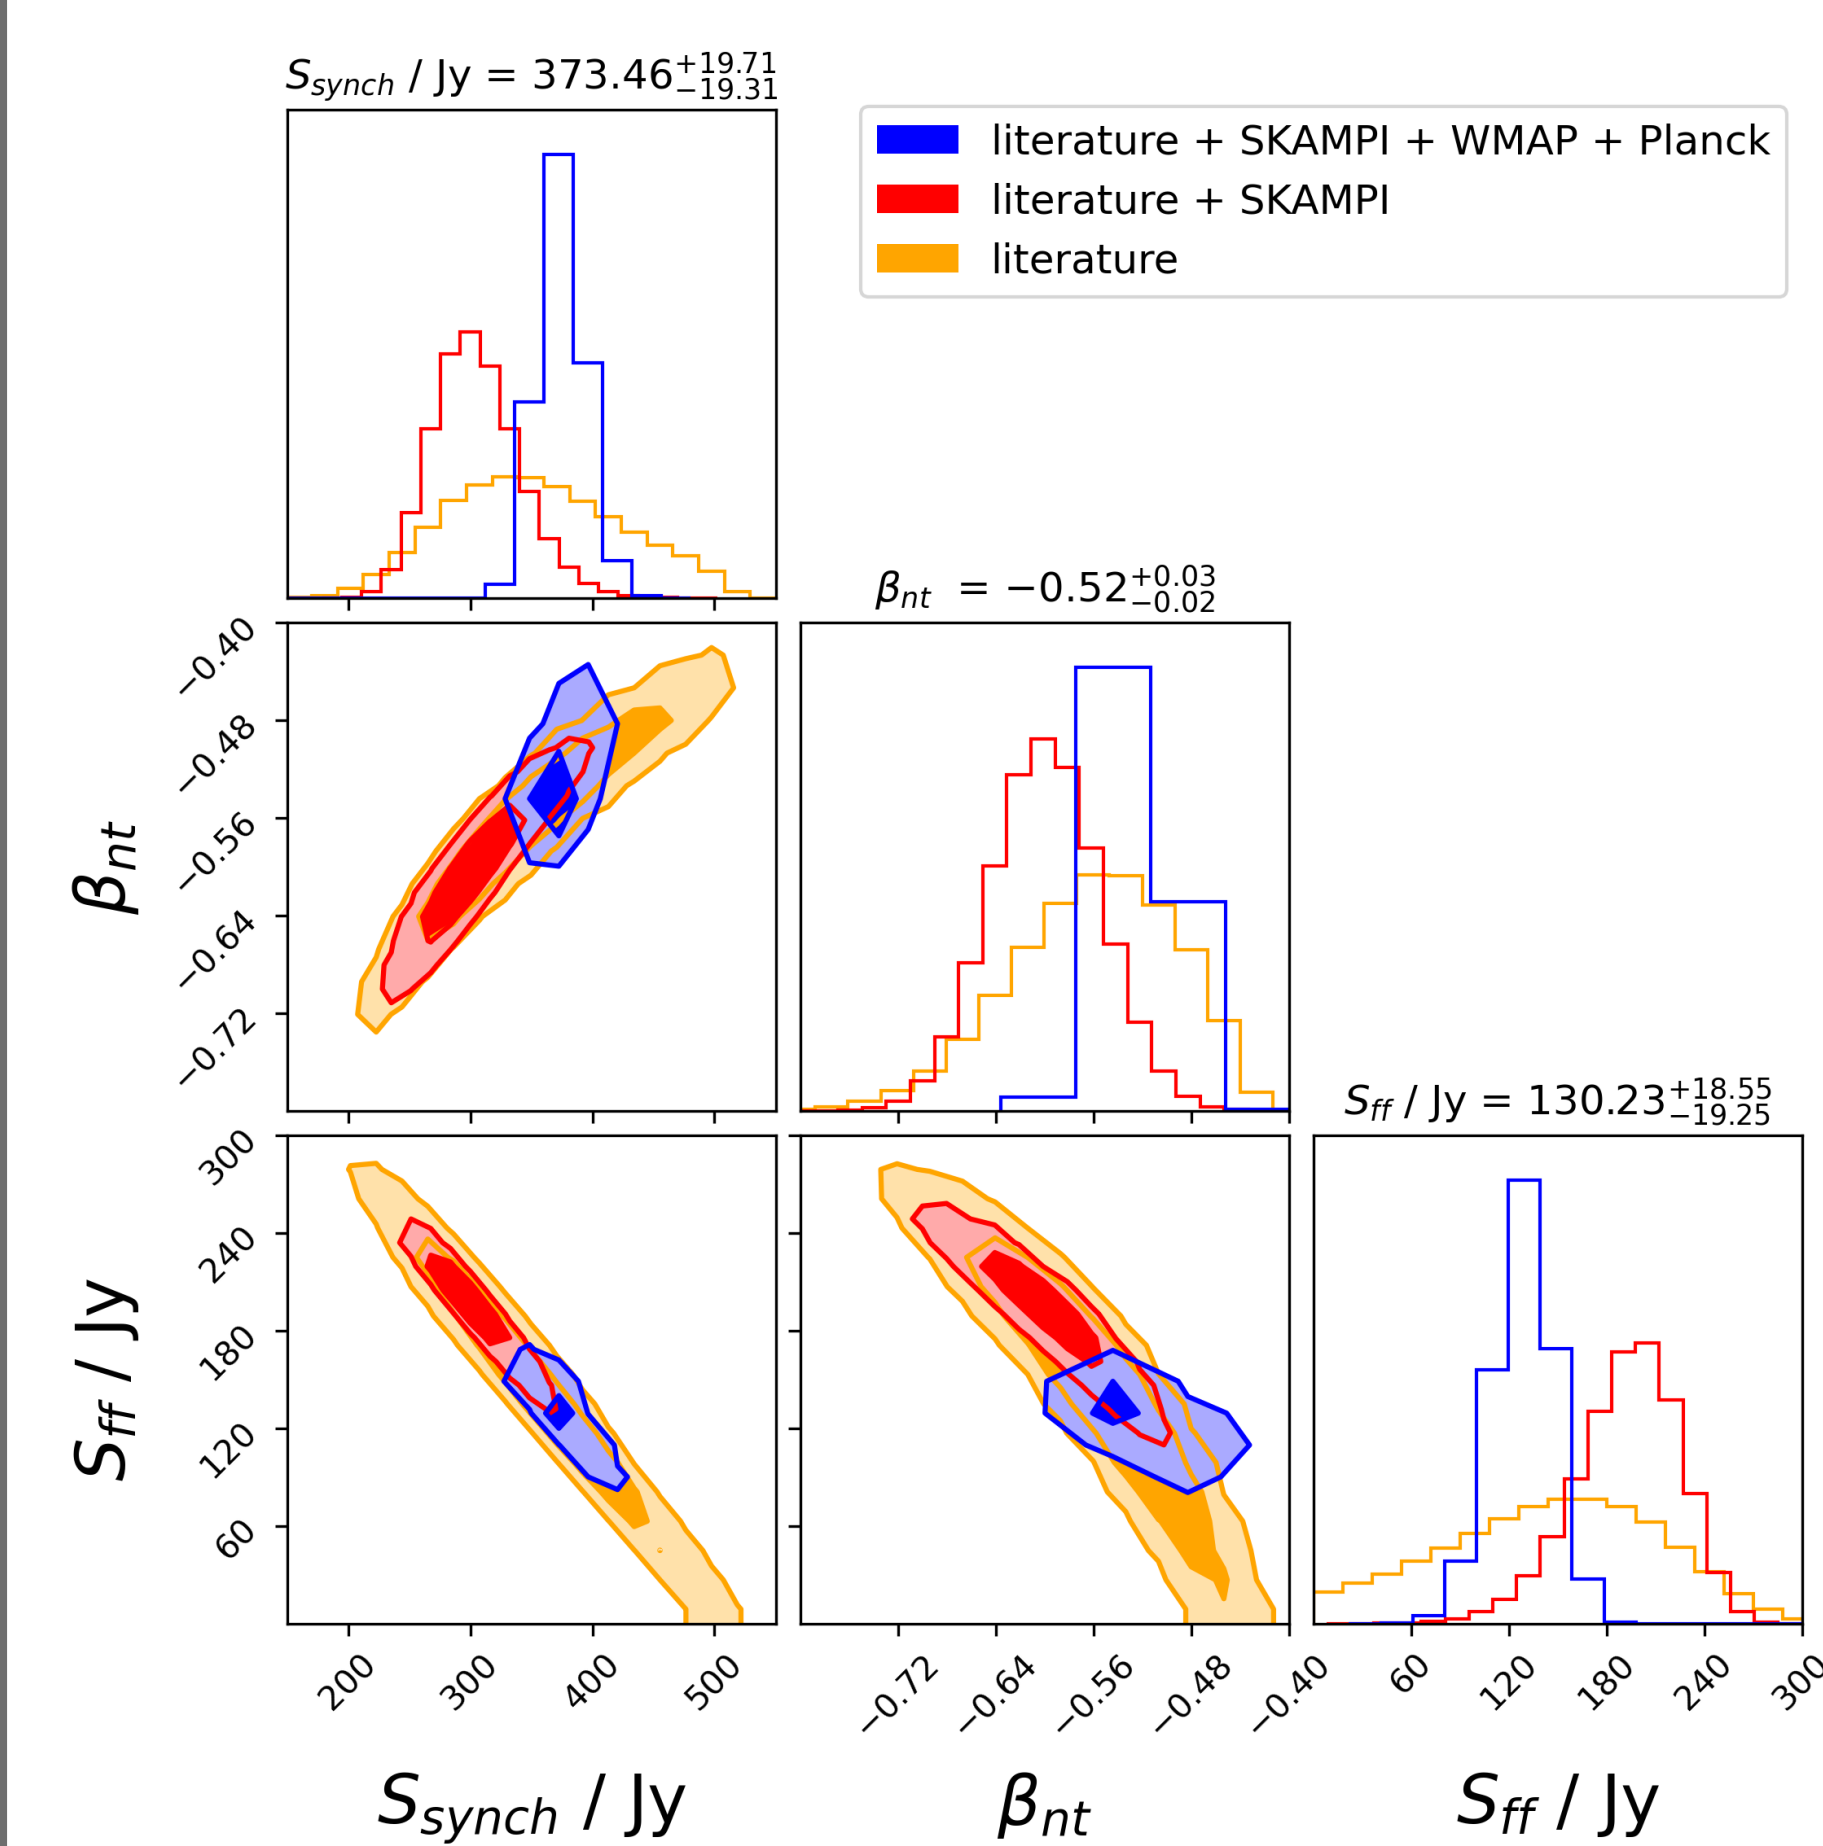 S_synch / Jy = 373.46^{+19.71}_{−19.31}
literature + SKAMPI + WMAP + Planck
literature + SKAMPI
literature
β_nt = −0.52^{+0.03}_{−0.02}
−0.40
−0.48
−0.56
−0.64
−0.72
β_nt
S_ff / Jy = 130.23^{+18.55}_{−19.25}
300
240
180
120
60
S_ff / Jy
200 300 400 500
−0.72 −0.64 −0.56 −0.48 −0.40
60 120 180 240 300
S_synch / Jy
β_nt
S_ff / Jy